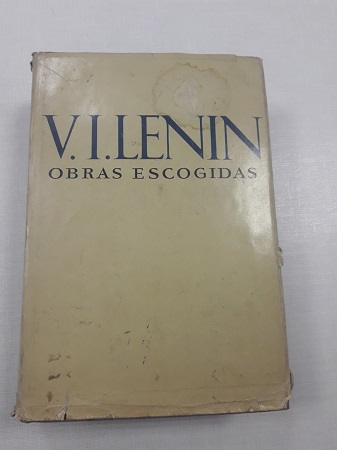 V. I. LENIN
OBRAS ESCOGIDAS